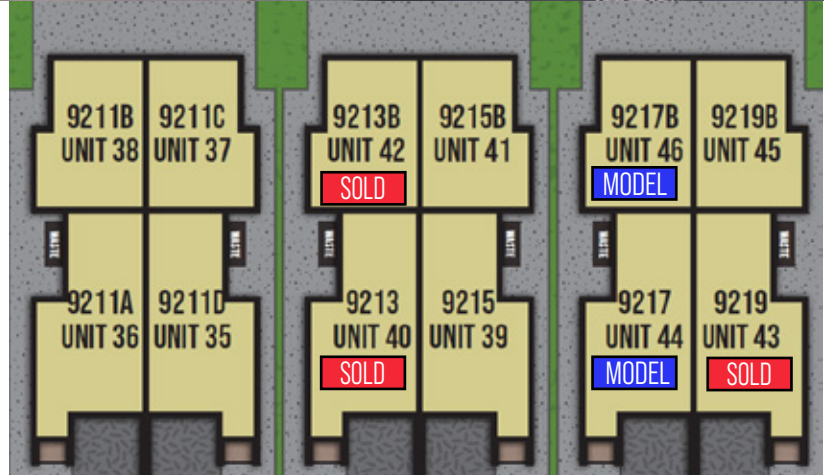 9211B
UNIT 38
9211C
UNIT 37
9213B
UNIT 42
SOLD
9215B
UNIT 41
9217B
UNIT 46
MODEL
9219B
UNIT 45
WASTE
WASTE
WASTE
WASTE
WASTE
WASTE
9211A
UNIT 36
9211D
UNIT 35
9213
UNIT 40
SOLD
9215
UNIT 39
9217
UNIT 44
MODEL
9219
UNIT 43
SOLD